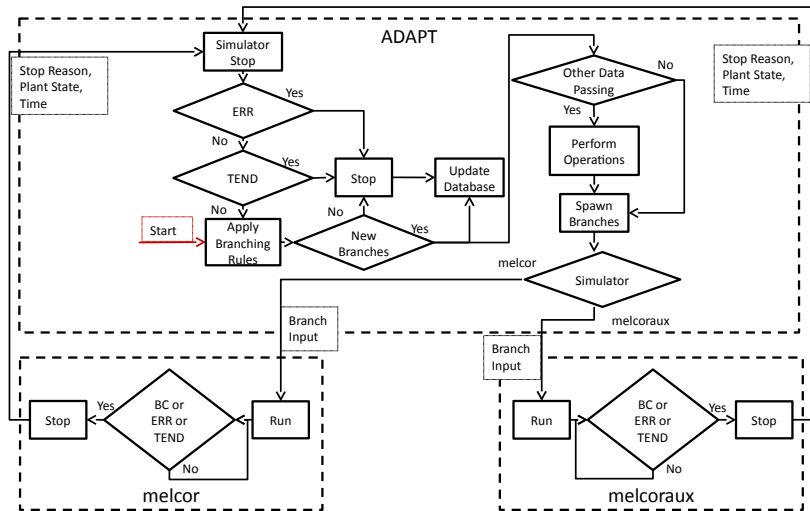 ADAPT
Stop Reason,
Plant State,
Time
Simulator
Stop
Other Data
Passing
No
Stop Reason,
Plant State,
Time
ERR
Yes
No
Yes
Perform
Operations
TEND
Yes
No
Stop
Update
Database
Spawn
Branches
Start
Apply
Branching
Rules
No
New
Branches
Yes
melcor
Simulator
melcoraux
Branch
Input
Branch
Input
Stop
Yes
BC or
ERR or
TEND
No
Run
Run
BC or
ERR or
TEND
No
Yes
Stop
melcor
melcoraux